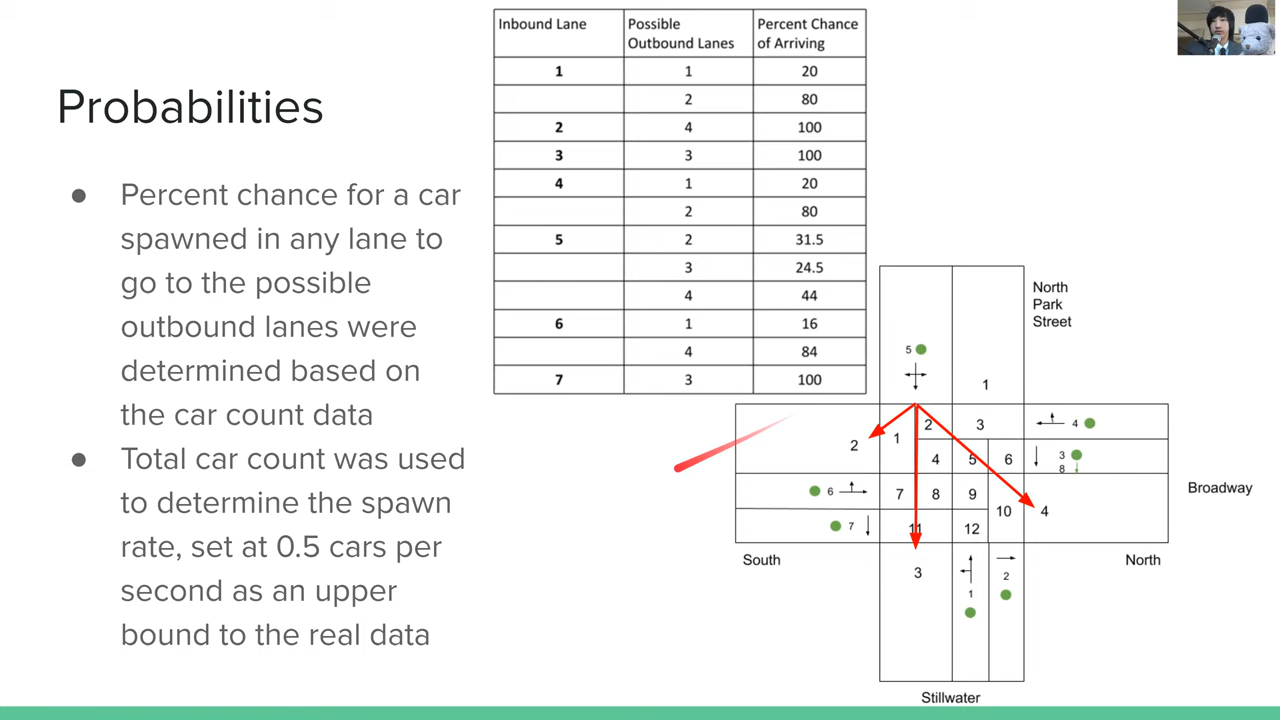 Probabilities
● Percent chance for a car
spawned in any lane to
go to the possible
outbound lanes were
determined based on
the car count data
● Total car count was used
to determine the spawn
rate, set at 0.5 cars per
second as an upper
bound to the real data
Inbound Lane Possible Outbound Lanes Percent Chance of Arriving
1 1 20
2 80
2 4 100
3 3 100
4 1 20
2 80
5 2 31.5
3 24.5
4 44
6 1 16
4 84
7 3 100
North
Park
Street
5
1
2 1 2 3 4
4 5 6 3
8
6 7 8 9 10 4
7 11 12
Broadway
South
North
3 1 2
Stillwater